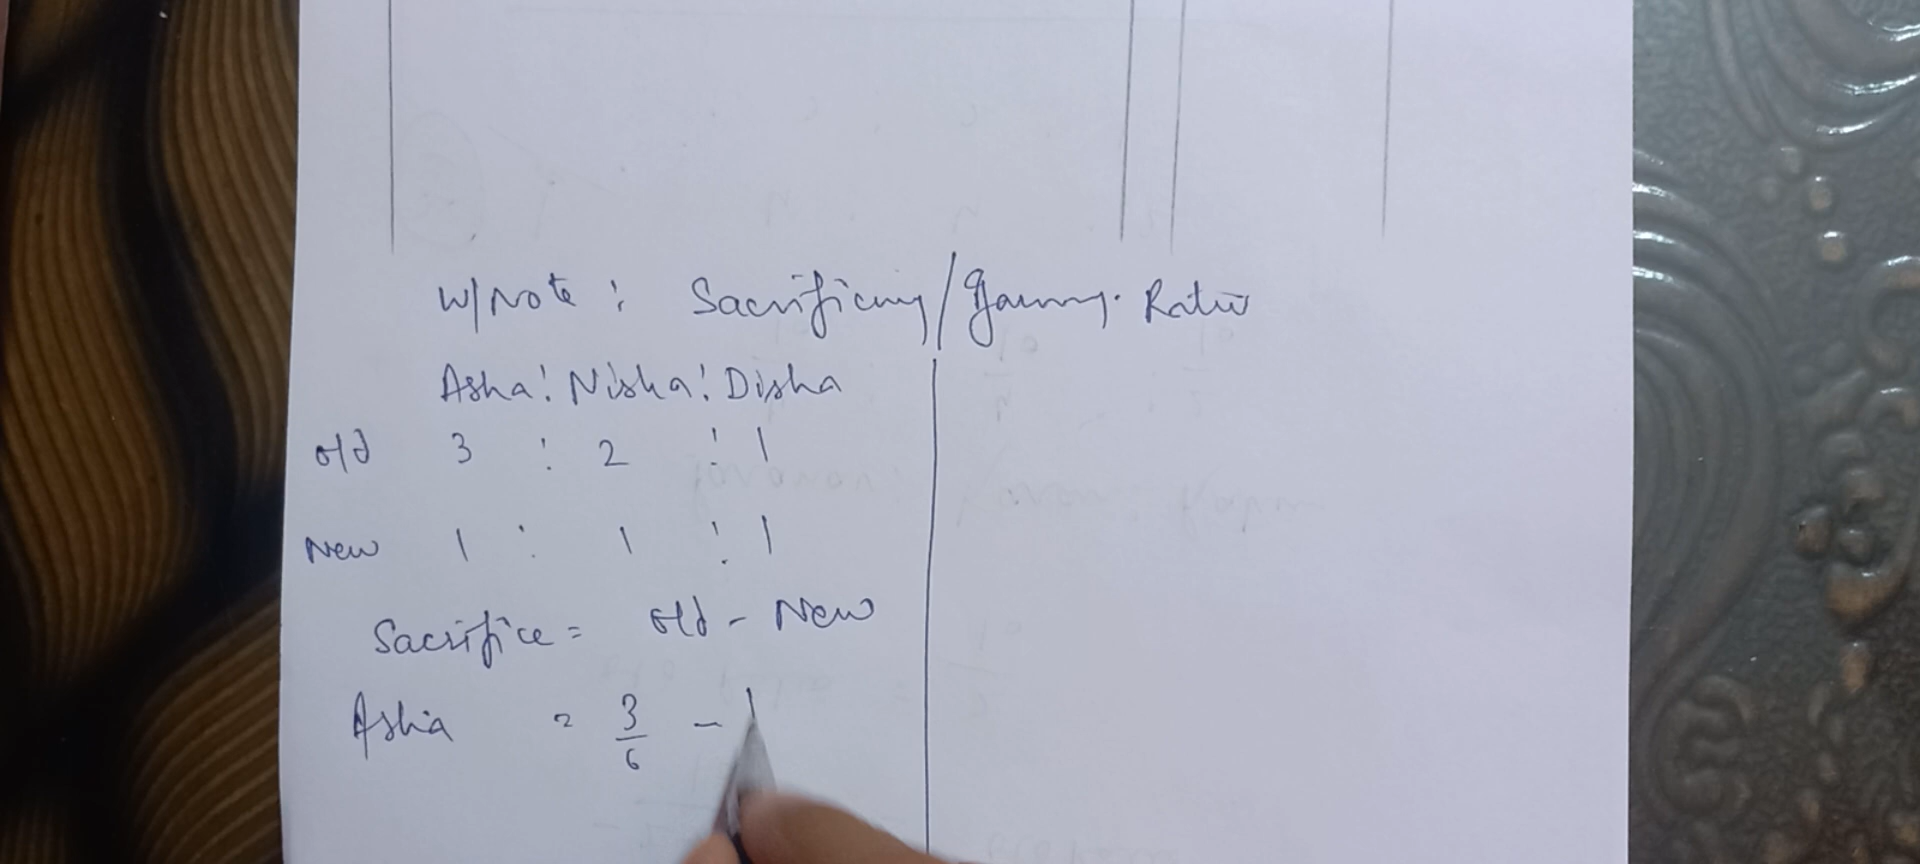 W/Note : Sacrificing/Gaining Ratio
Asha : Nisha : Disha
old 3 : 2 : 1
New 1 : 1 : 1
Sacrifice = old - New
Asha = 3/6 - 1